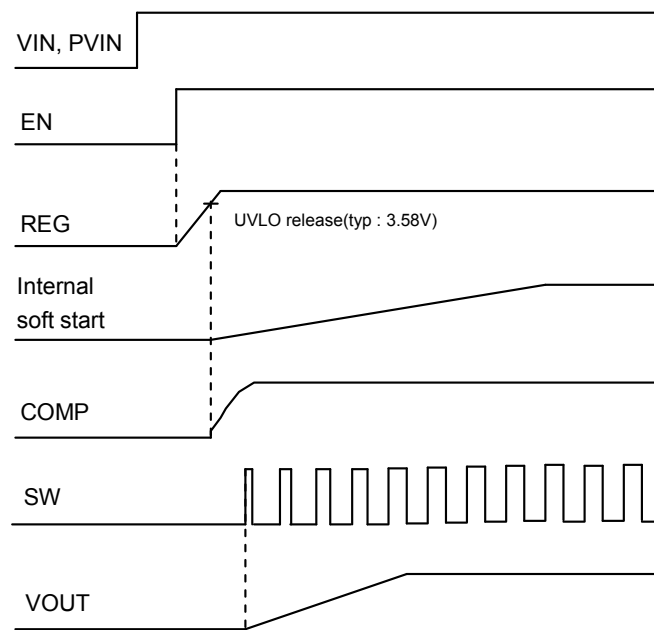 VIN, PVIN
EN
REG
UVLO release(typ : 3.58V)
Internal
soft start
COMP
SW
VOUT